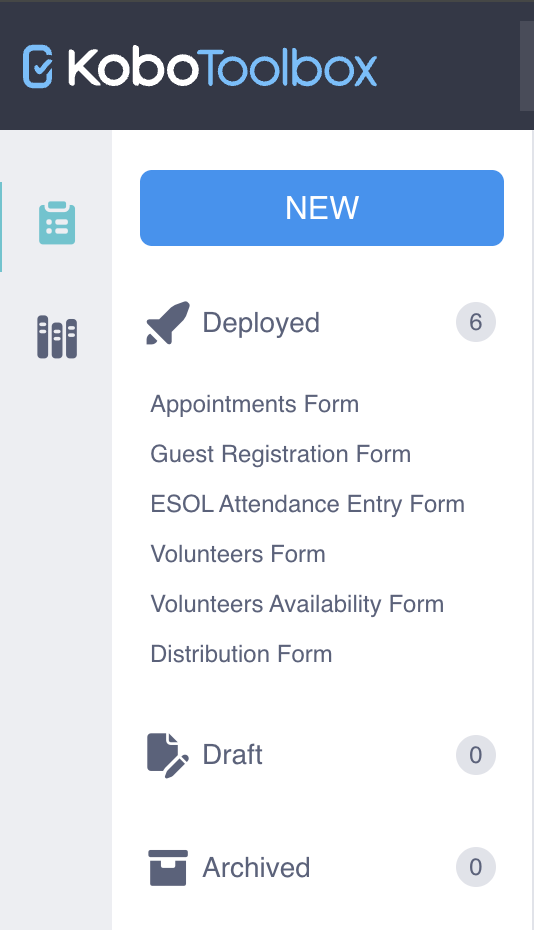 KoboToolbox
NEW
Deployed 6
Appointments Form
Guest Registration Form
ESOL Attendance Entry Form
Volunteers Form
Volunteers Availability Form
Distribution Form
Draft 0
Archived 0